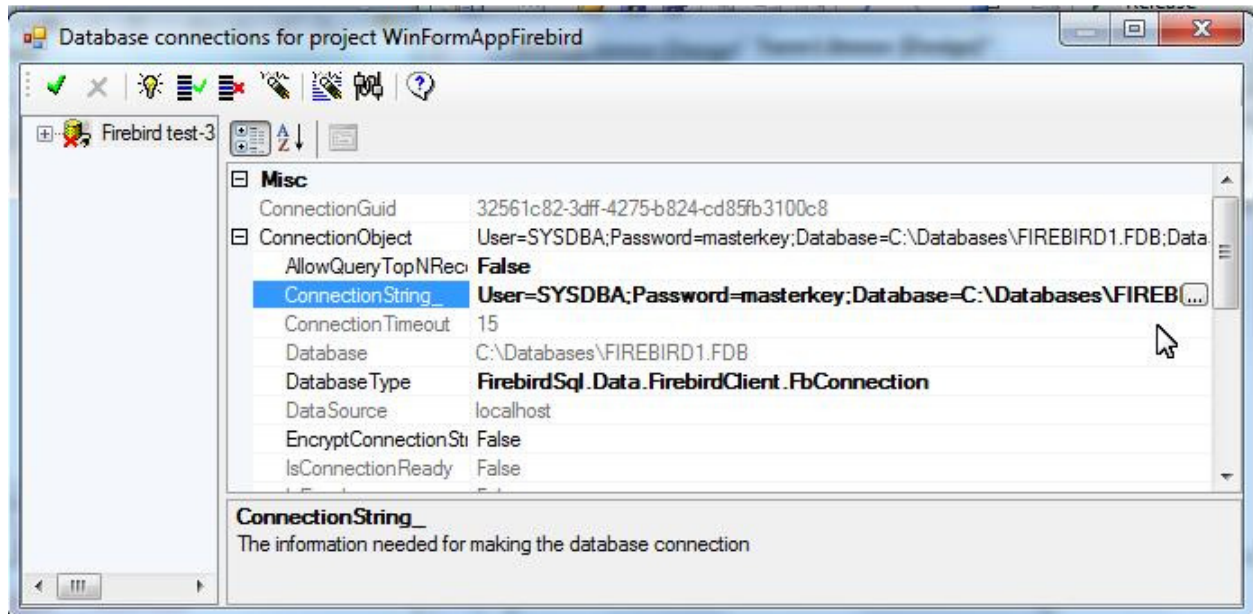 Release
Database connections for project WinFormAppFirebird
Firebird test-3
Misc
ConnectionGuid 32561c82-3dff-4275-b824-cd85fb3100c8
ConnectionObject User=SYSDBA;Password=masterkey;Database=C:\Databases\FIREBIRD1.FDB;Data
AllowQueryTopNRec False
ConnectionString_ User=SYSDBA;Password=masterkey;Database=C:\Databases\FIREB ...
ConnectionTimeout 15
Database C:\Databases\FIREBIRD1.FDB
DatabaseType FirebirdSql.Data.FirebirdClient.FbConnection
DataSource localhost
EncryptConnectionStr False
IsConnectionReady False
ConnectionString_
The information needed for making the database connection